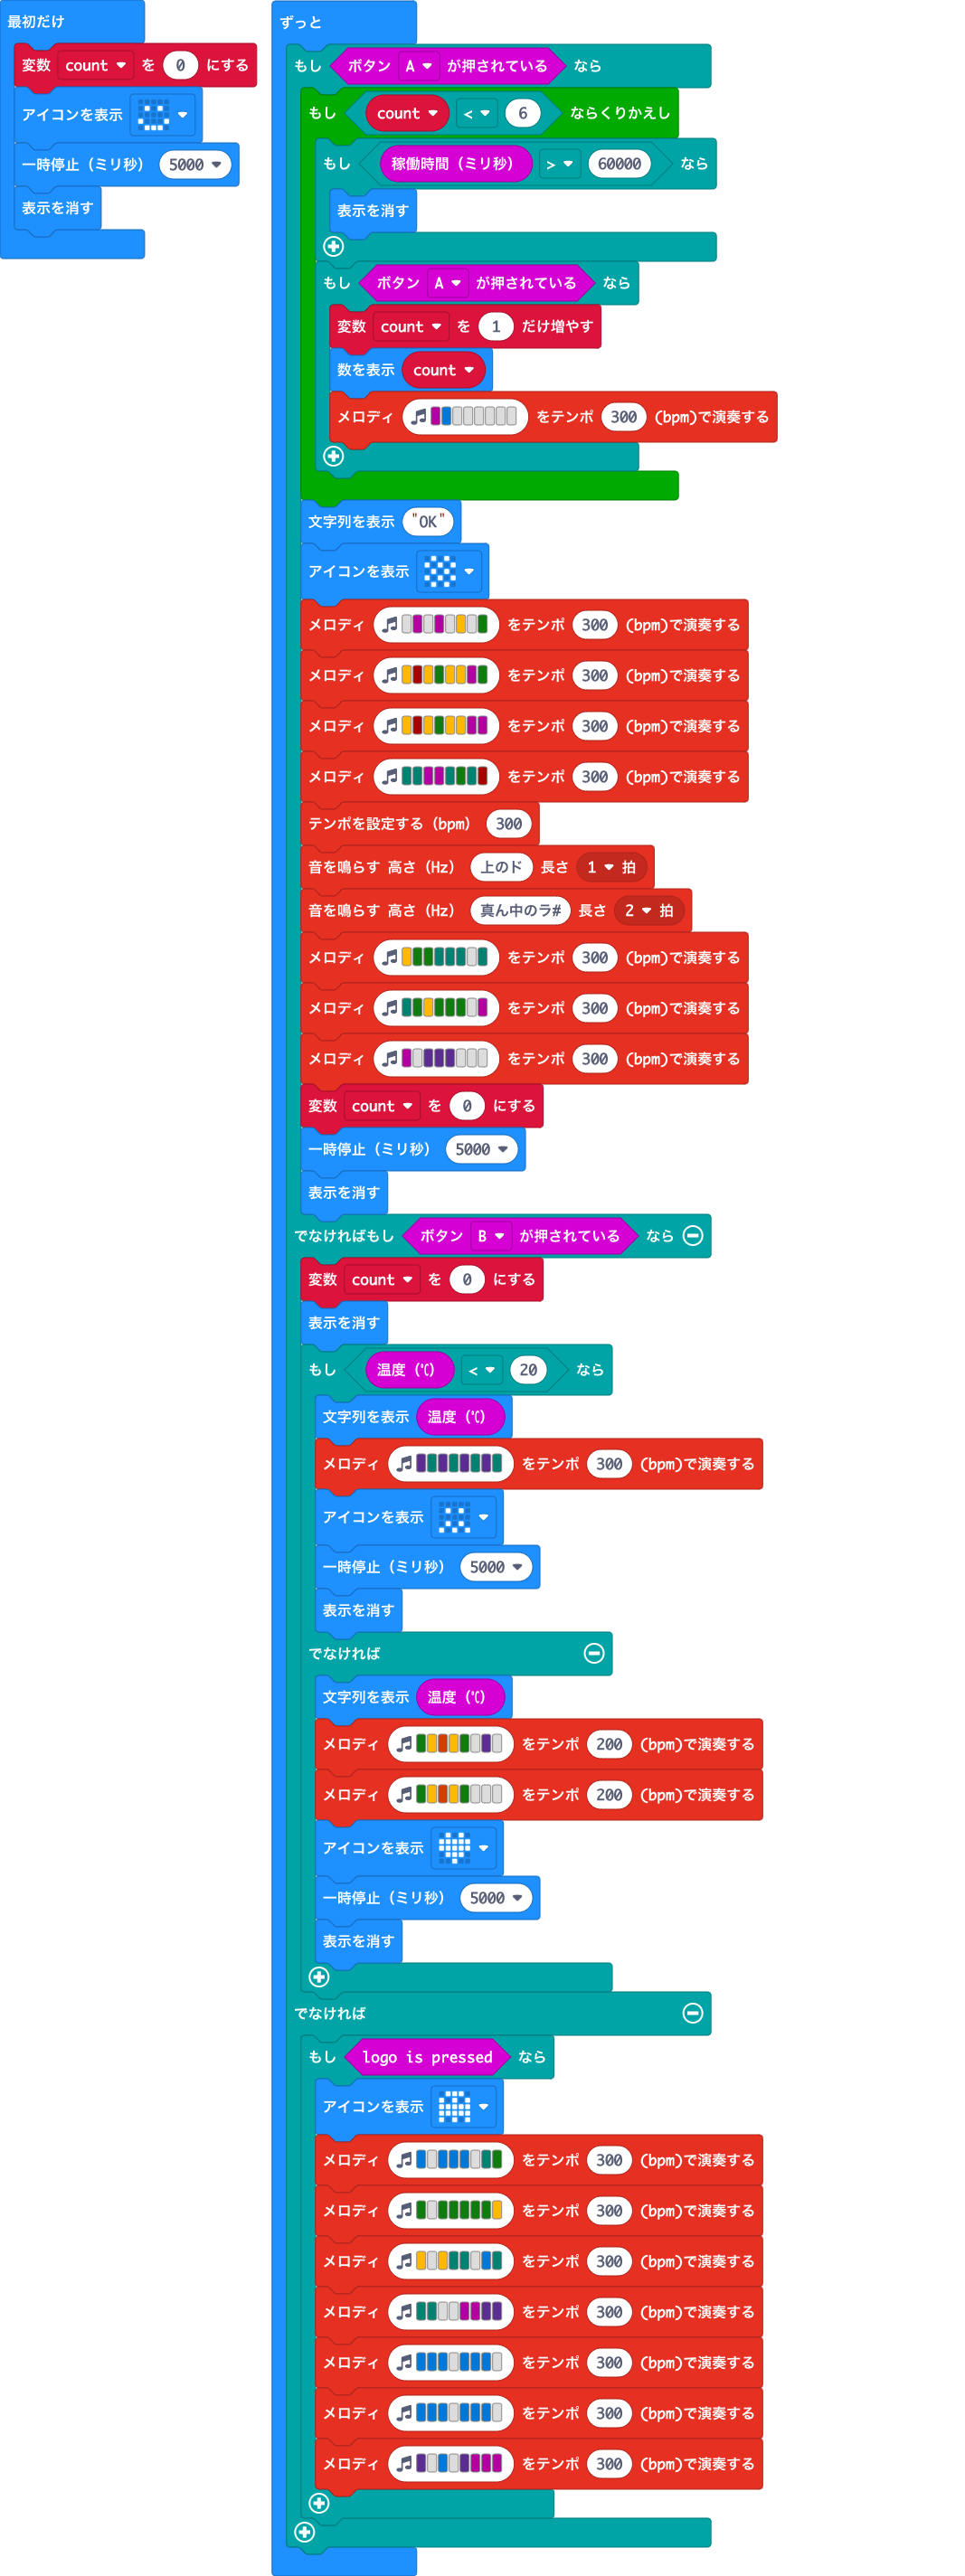 最初だけ
変数 count を 0 にする
アイコンを表示
一時停止（ミリ秒） 5000
表示を消す
ずっと
もし ボタン A が押されている なら
もし count < 6 ならくりかえし
もし 稼働時間（ミリ秒） > 60000 なら
表示を消す
もし ボタン A が押されている なら
変数 count を 1 だけ増やす
数を表示 count
メロディ をテンポ 300 (bpm)で演奏する
文字列を表示 "OK"
アイコンを表示
メロディ をテンポ 300 (bpm)で演奏する
メロディ をテンポ 300 (bpm)で演奏する
メロディ をテンポ 300 (bpm)で演奏する
メロディ をテンポ 300 (bpm)で演奏する
テンポを設定する（bpm） 300
音を鳴らす 高さ（Hz） 上のド 長さ 1 拍
音を鳴らす 高さ（Hz） 真ん中のラ# 長さ 2 拍
メロディ をテンポ 300 (bpm)で演奏する
メロディ をテンポ 300 (bpm)で演奏する
メロディ をテンポ 300 (bpm)で演奏する
変数 count を 0 にする
一時停止（ミリ秒） 5000
表示を消す
でなければもし ボタン B が押されている なら
変数 count を 0 にする
表示を消す
もし 温度（℃） < 20 なら
文字列を表示 温度（℃）
メロディ をテンポ 300 (bpm)で演奏する
アイコンを表示
一時停止（ミリ秒） 5000
表示を消す
でなければ
文字列を表示 温度（℃）
メロディ をテンポ 200 (bpm)で演奏する
メロディ をテンポ 200 (bpm)で演奏する
アイコンを表示
一時停止（ミリ秒） 5000
表示を消す
でなければ
もし logo is pressed なら
アイコンを表示
メロディ をテンポ 300 (bpm)で演奏する
メロディ をテンポ 300 (bpm)で演奏する
メロディ をテンポ 300 (bpm)で演奏する
メロディ をテンポ 300 (bpm)で演奏する
メロディ をテンポ 300 (bpm)で演奏する
メロディ をテンポ 300 (bpm)で演奏する
メロディ をテンポ 300 (bpm)で演奏する